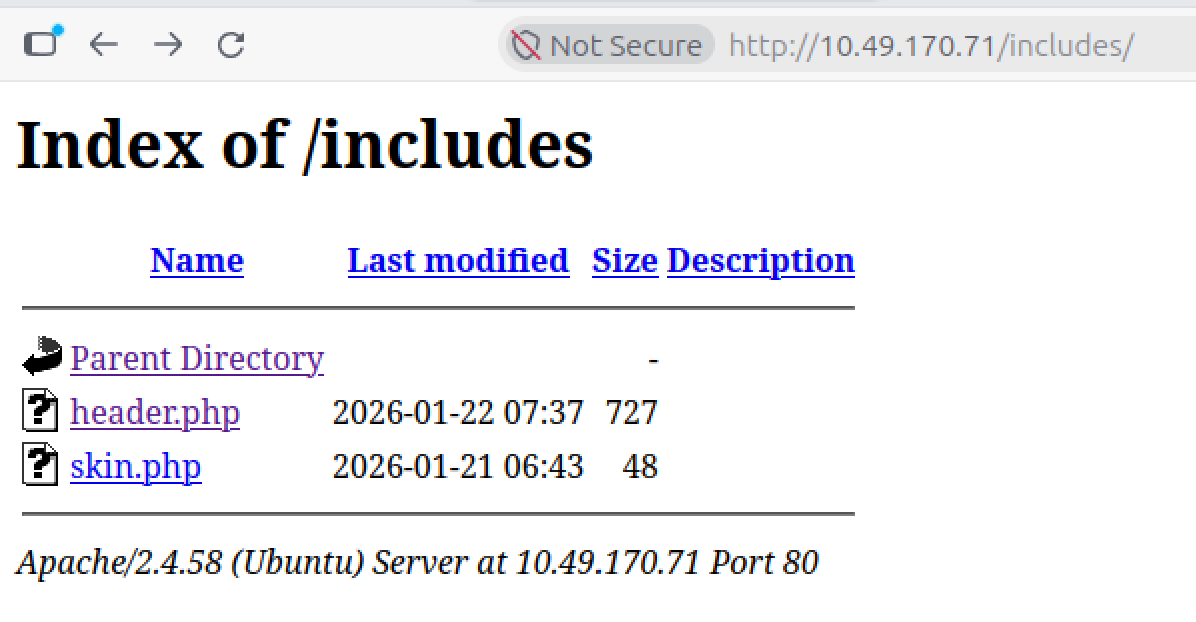 Not Secure http://10.49.170.71/includes/
Index of /includes
Name Last modified Size Description
Parent Directory -
header.php 2026-01-22 07:37 727
skin.php 2026-01-21 06:43 48
Apache/2.4.58 (Ubuntu) Server at 10.49.170.71 Port 80